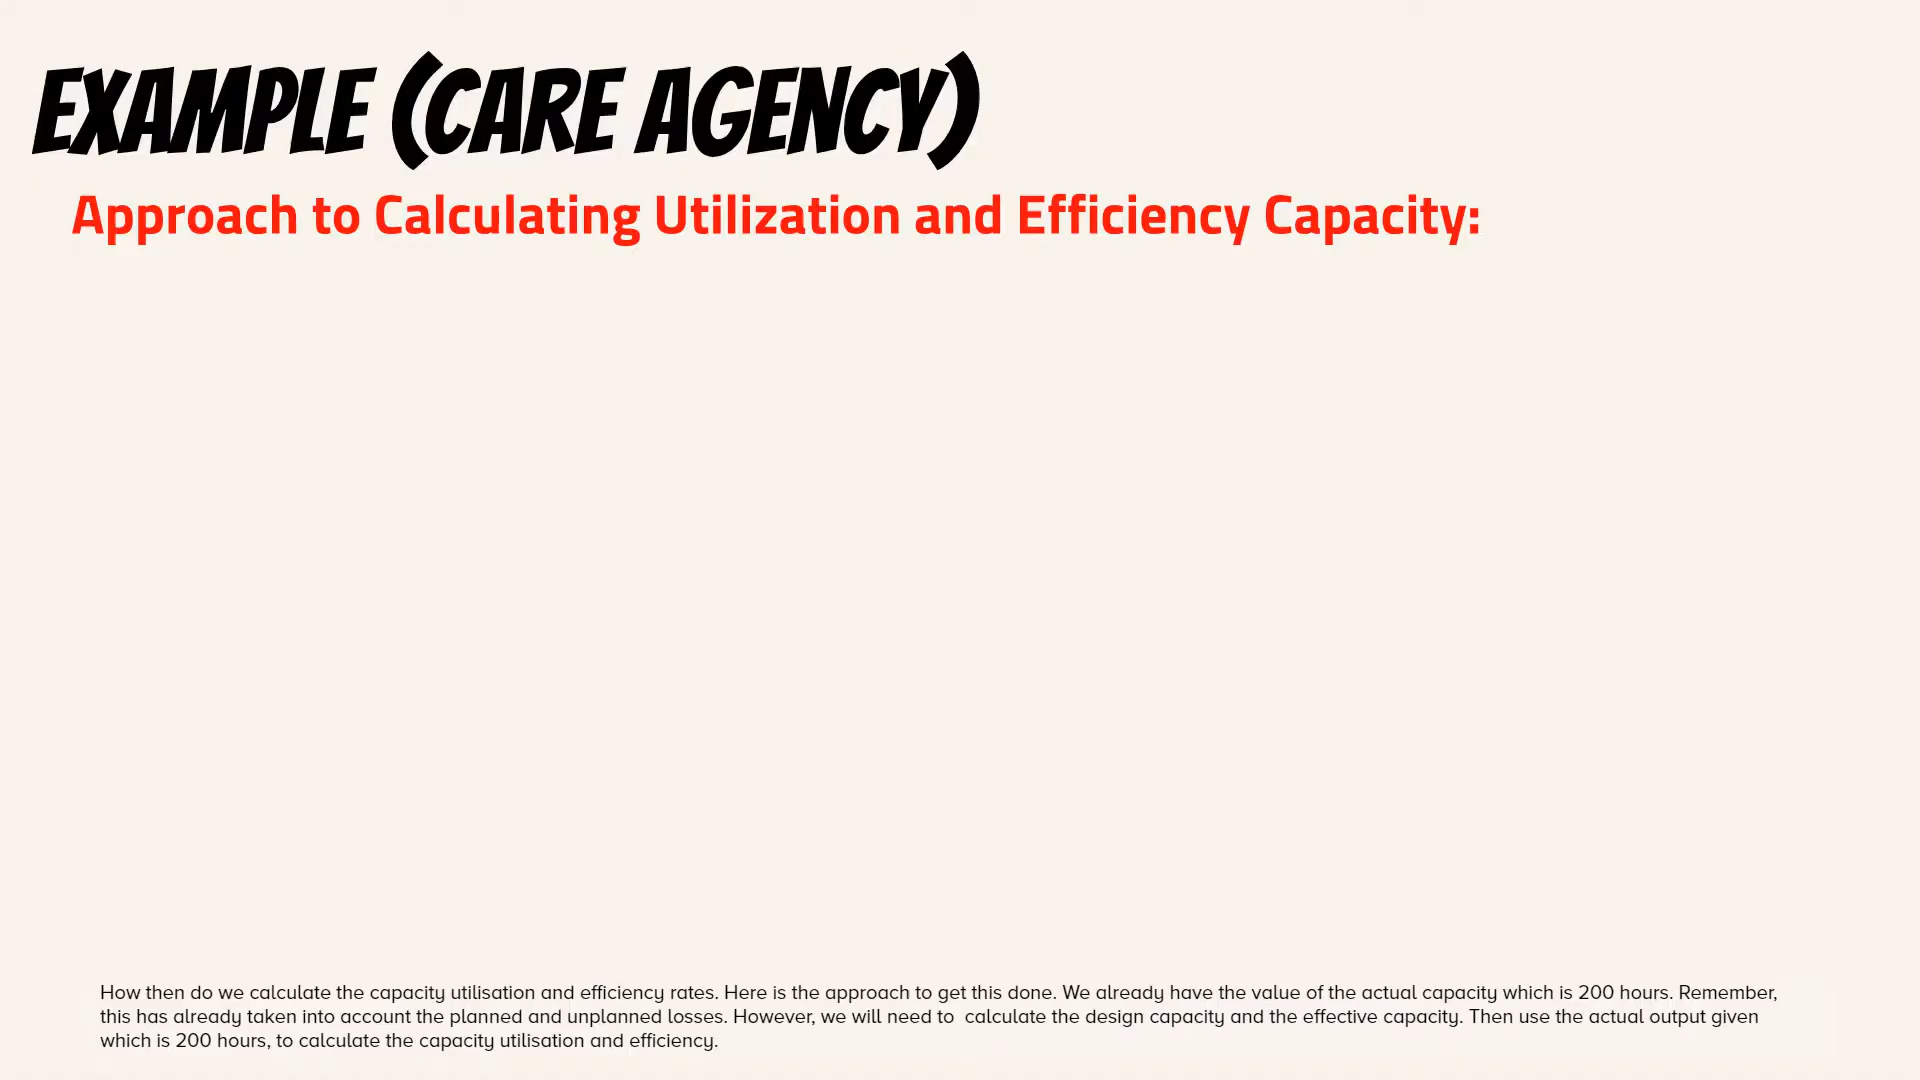 EXAMPLE (CARE AGENCY)
Approach to Calculating Utilization and Efficiency Capacity:
How then do we calculate the capacity utilisation and efficiency rates. Here is the approach to get this done. We already have the value of the actual capacity which is 200 hours. Remember,
this has already taken into account the planned and unplanned losses. However, we will need to  calculate the design capacity and the effective capacity. Then use the actual output given
which is 200 hours, to calculate the capacity utilisation and efficiency.